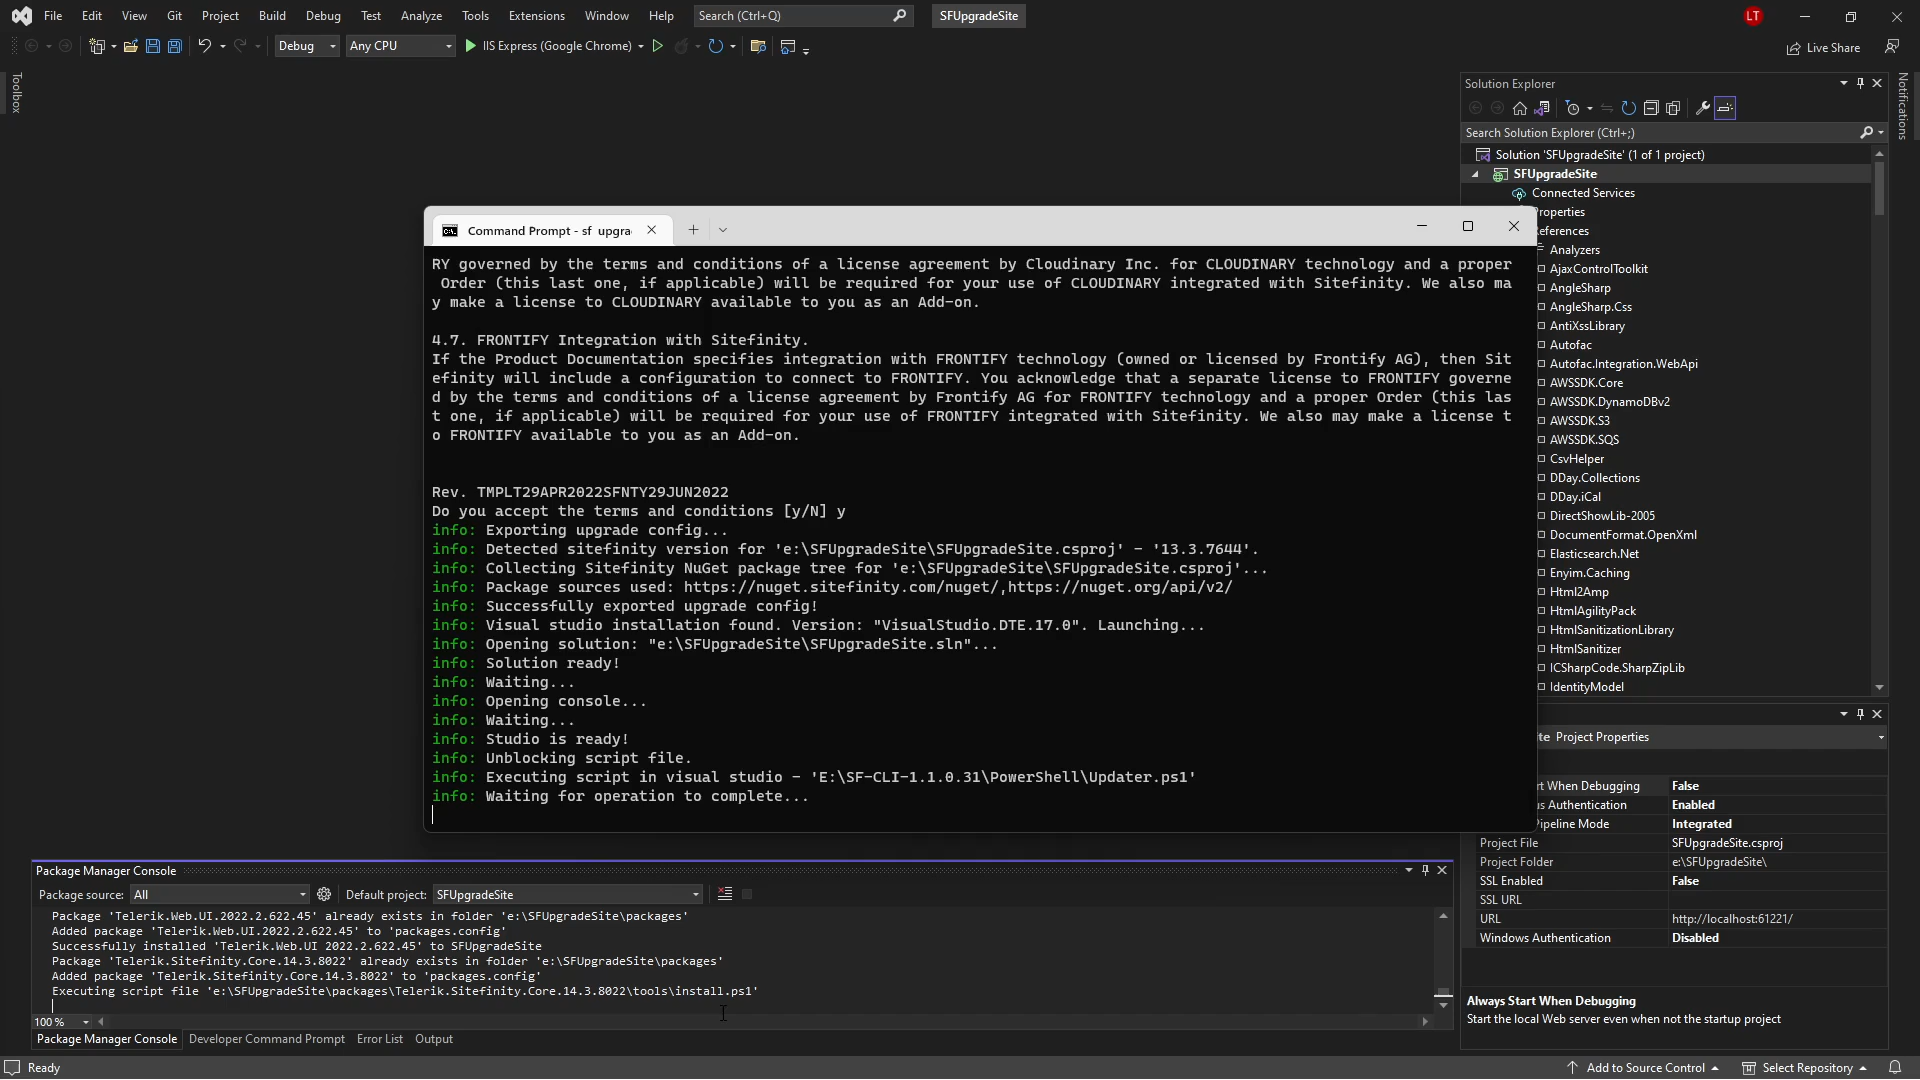 File Edit View Git Project Build Debug Test Analyze Tools Extensions Window Help Search (Ctrl+Q) SFUpgradeSite LT
Debug Any CPU IIS Express (Google Chrome) Live Share
Toolbox
Notifications
Solution Explorer
Search Solution Explorer (Ctrl+;)
Solution 'SFUpgradeSite' (1 of 1 project)
SFUpgradeSite
Connected Services
roperties
eferences
Analyzers
AjaxControlToolkit
AngleSharp
AngleSharp.Css
AntiXssLibrary
Autofac
Autofac.Integration.WebApi
AWSSDK.Core
AWSSDK.DynamoDBv2
AWSSDK.S3
AWSSDK.SQS
CsvHelper
DDay.Collections
DDay.iCal
DirectShowLib-2005
DocumentFormat.OpenXml
Elasticsearch.Net
Enyim.Caching
Html2Amp
HtmlAgilityPack
HtmlSanitizationLibrary
HtmlSanitizer
ICSharpCode.SharpZipLib
IdentityModel
Command Prompt - sf upgra
RY governed by the terms and conditions of a license agreement by Cloudinary Inc. for CLOUDINARY technology and a proper
Order (this last one, if applicable) will be required for your use of CLOUDINARY integrated with Sitefinity. We also ma
y make a license to CLOUDINARY available to you as an Add-on.
4.7. FRONTIFY Integration with Sitefinity.
If the Product Documentation specifies integration with FRONTIFY technology (owned or licensed by Frontify AG), then Sit
efinity will include a configuration to connect to FRONTIFY. You acknowledge that a separate license to FRONTIFY governe
d by the terms and conditions of a license agreement by Frontify AG for FRONTIFY technology and a proper Order (this las
t one, if applicable) will be required for your use of FRONTIFY integrated with Sitefinity. We also may make a license t
o FRONTIFY available to you as an Add-on.
Rev. TMPLT29APR2022SFNTY29JUN2022
Do you accept the terms and conditions [y/N] y
info: Exporting upgrade config...
info: Detected sitefinity version for 'e:\SFUpgradeSite\SFUpgradeSite.csproj' - '13.3.7644'.
info: Collecting Sitefinity NuGet package tree for 'e:\SFUpgradeSite\SFUpgradeSite.csproj'...
info: Package sources used: https://nuget.sitefinity.com/nuget/,https://nuget.org/api/v2/
info: Successfully exported upgrade config!
info: Visual studio installation found. Version: "VisualStudio.DTE.17.0". Launching...
info: Opening solution: "e:\SFUpgradeSite\SFUpgradeSite.sln"...
info: Solution ready!
info: Waiting...
info: Opening console...
info: Waiting...
info: Studio is ready!
info: Unblocking script file.
info: Executing script in visual studio - 'E:\SF-CLI-1.1.0.31\PowerShell\Updater.ps1'
info: Waiting for operation to complete...
ite Project Properties
rt When Debugging False
us Authentication Enabled
ipeline Mode Integrated
Project File SFUpgradeSite.csproj
Project Folder e:\SFUpgradeSite\
SSL Enabled False
SSL URL
URL http://localhost:61221/
Windows Authentication Disabled
Always Start When Debugging
Start the local Web server even when not the startup project
Package Manager Console
Package source: All Default project: SFUpgradeSite
Package 'Telerik.Web.UI.2022.2.622.45' already exists in folder 'e:\SFUpgradeSite\packages'
Added package 'Telerik.Web.UI.2022.2.622.45' to 'packages.config'
Successfully installed 'Telerik.Web.UI 2022.2.622.45' to SFUpgradeSite
Package 'Telerik.Sitefinity.Core.14.3.8022' already exists in folder 'e:\SFUpgradeSite\packages'
Added package 'Telerik.Sitefinity.Core.14.3.8022' to 'packages.config'
Executing script file 'e:\SFUpgradeSite\packages\Telerik.Sitefinity.Core.14.3.8022\tools\install.ps1'
100 %
Package Manager Console Developer Command Prompt Error List Output
Ready Add to Source Control Select Repository